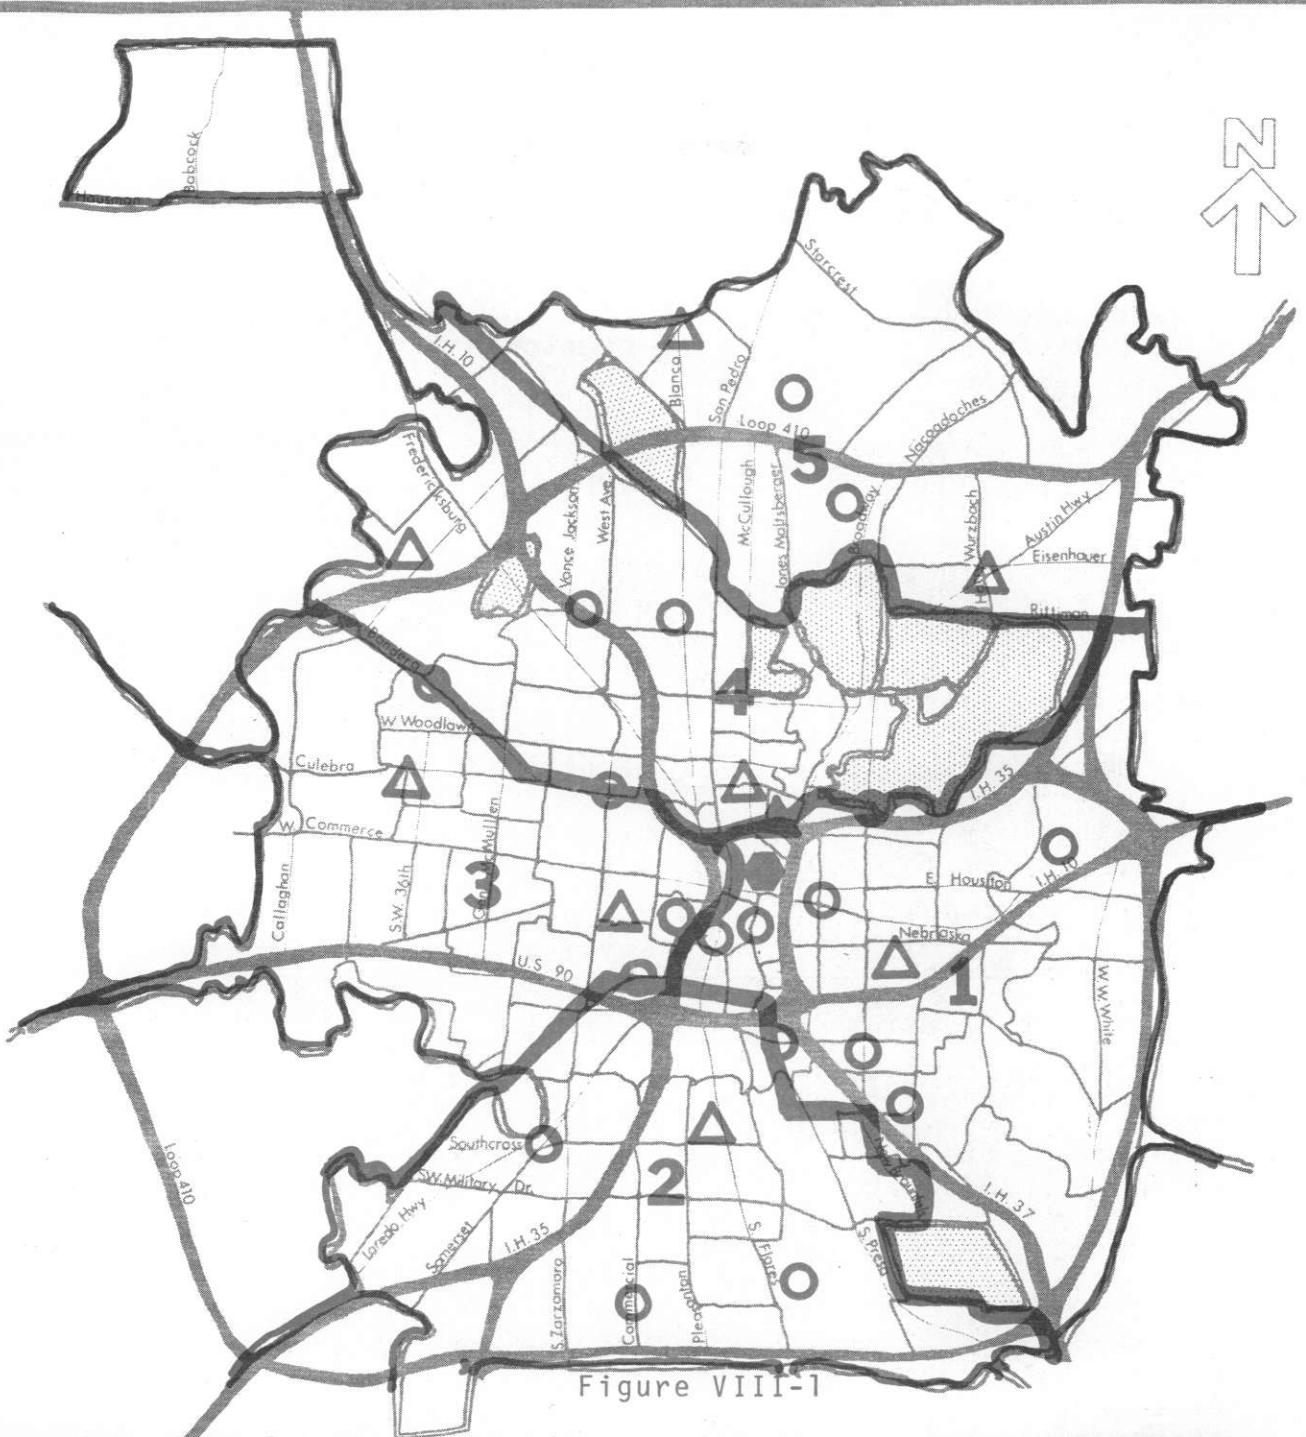 N
Babcock
Hausman
Starcrest
I.H. 10
Blanco
San Pedro
Loop 410
5
Nacogdoches
Fredericksburg
McCullough
Jones Maltsberger
Broadway
Wurzbach
Austin Hwy
Eisenhauer
Vance Jackson
West Ave.
Rittiman
Bandera
4
W Woodlawn
Culebra
I.H. 35
W. Commerce
Gen. McMullen
3
Callaghan
S.W. 36th
E. Houston
I.H. 10
Nebraska
1
U.S. 90
W.W. White
Southcross
S.W. Military Dr.
2
Loop 410
Laredo Hwy
Somerset
I.H. 35
I.H. 37
S. Presa
S. Flores
S. Zarzamora
Commercial
Pleasanton
Figure VIII-1